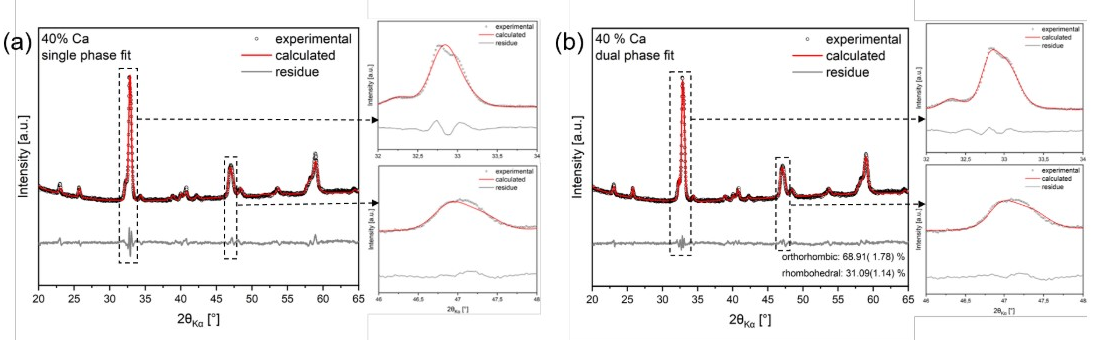 (a)
40% Ca
single phase fit
experimental
calculated
residue
Intensity [a.u.]
20 25 30 35 40 45 50 55 60 65
2θKα [°]
experimental
calculated
residue
Intensity [a.u.]
32 32,5 33 33,5 34
experimental
calculated
residue
Intensity [a.u.]
46 46,5 47 47,5 48
2θKα [°]
(b)
40 % Ca
dual phase fit
experimental
calculated
residue
Intensity [a.u.]
orthorhombic: 68.91( 1.78) %
rhombohedral: 31.09(1.14) %
20 25 30 35 40 45 50 55 60 65
2θKα [°]
experimental
calculated
residue
Intensity [a.u.]
32 32,5 33 33,5 34
experimental
calculated
residue
Intensity [a.u.]
46 46,5 47 47,5 48
2θKα [°]